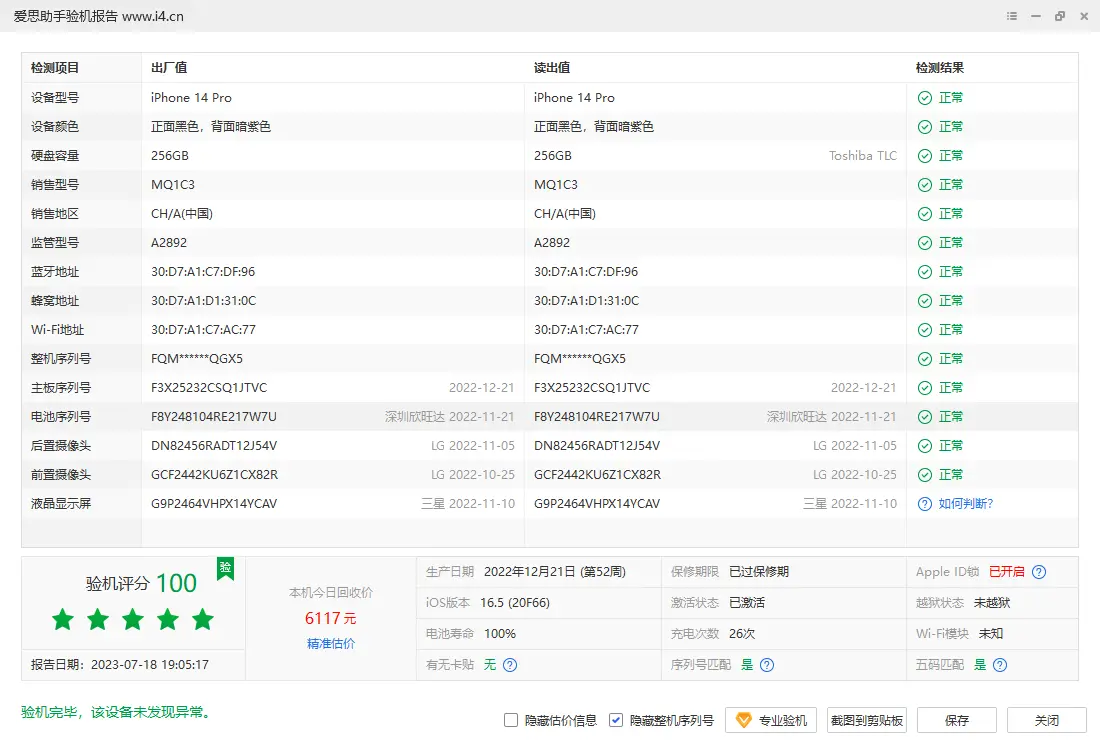 爱思助手验机报告 www.i4.cn
检测项目 出厂值 读出值 检测结果
设备型号 iPhone 14 Pro iPhone 14 Pro 正常
设备颜色 正面黑色，背面暗紫色 正面黑色，背面暗紫色 正常
硬盘容量 256GB 256GB Toshiba TLC 正常
销售型号 MQ1C3 MQ1C3 正常
销售地区 CH/A(中国) CH/A(中国) 正常
监管型号 A2892 A2892 正常
蓝牙地址 30:D7:A1:C7:DF:96 30:D7:A1:C7:DF:96 正常
蜂窝地址 30:D7:A1:D1:31:0C 30:D7:A1:D1:31:0C 正常
Wi-Fi地址 30:D7:A1:C7:AC:77 30:D7:A1:C7:AC:77 正常
整机序列号 FQM******QGX5 FQM******QGX5 正常
主板序列号 F3X25232CSQ1JTVC 2022-12-21 F3X25232CSQ1JTVC 2022-12-21 正常
电池序列号 F8Y248104RE217W7U 深圳欣旺达 2022-11-21 F8Y248104RE217W7U 深圳欣旺达 2022-11-21 正常
后置摄像头 DN82456RADT12J54V LG 2022-11-05 DN82456RADT12J54V LG 2022-11-05 正常
前置摄像头 GCF2442KU6Z1CX82R LG 2022-10-25 GCF2442KU6Z1CX82R LG 2022-10-25 正常
液晶显示屏 G9P2464VHPX14YCAV 三星 2022-11-10 G9P2464VHPX14YCAV 三星 2022-11-10 如何判断?
验
验机评分 100
报告日期：2023-07-18 19:05:17
本机今日回收价
6117 元
精准估价
生产日期 2022年12月21日 (第52周) 保修期限 已过保修期 Apple ID锁 已开启
iOS版本 16.5 (20F66) 激活状态 已激活 越狱状态 未越狱
电池寿命 100% 充电次数 26次 Wi-Fi模块 未知
有无卡贴 无 序列号匹配 是 五码匹配 是
验机完毕，该设备未发现异常。
隐藏估价信息 隐藏整机序列号 专业验机 截图到剪贴板 保存 关闭